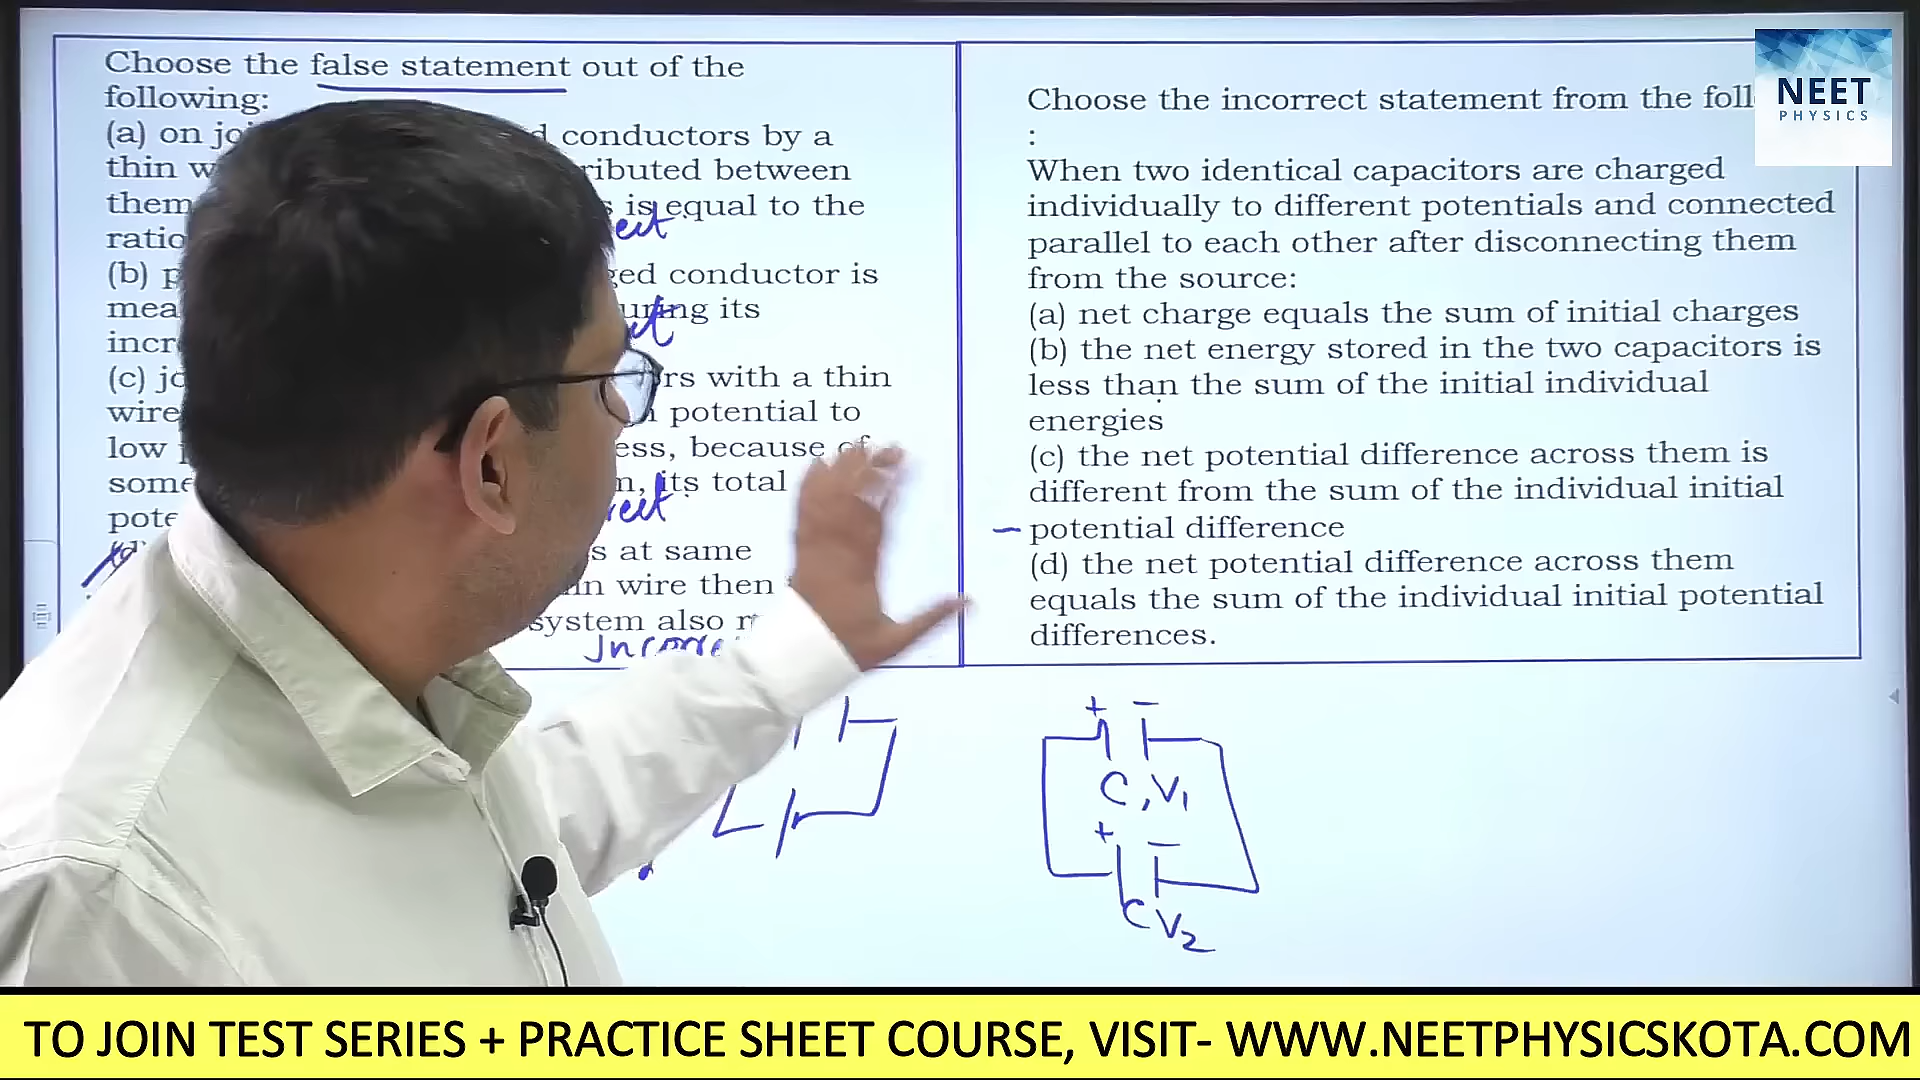 Choose the false statement out of the
following:
(a) on conductors by a
thin ributed between
them is equal to the
ratio ect
(b) ged conductor is
mea uring its
incr
(c) rs with a thin
wire potential to
low ess, because of
some its total
pote rect
s at same
wire then
system also
Incorre
Choose the incorrect statement from the foll
:
When two identical capacitors are charged
individually to different potentials and connected
parallel to each other after disconnecting them
from the source:
(a) net charge equals the sum of initial charges
(b) the net energy stored in the two capacitors is
less than the sum of the initial individual
energies
(c) the net potential difference across them is
different from the sum of the individual initial
potential difference
(d) the net potential difference across them
equals the sum of the individual initial potential
differences.
+ −
C, V1
+ −
C V2
NEET
PHYSICS
TO JOIN TEST SERIES + PRACTICE SHEET COURSE, VISIT- WWW.NEETPHYSICSKOTA.COM